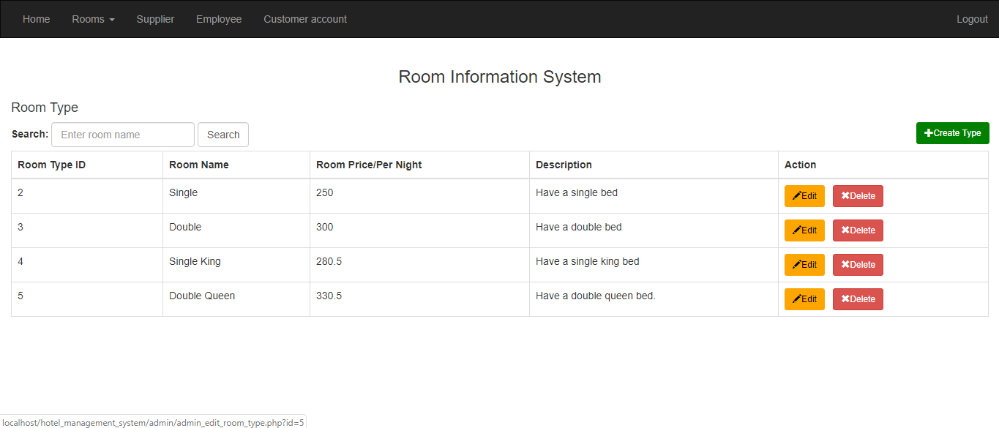 Home Rooms Supplier Employee Customer account Logout
Room Information System
Room Type
Search: Enter room name Search Create Type
Room Type ID Room Name Room Price/Per Night Description Action
2 Single 250 Have a single bed Edit Delete
3 Double 300 Have a double bed Edit Delete
4 Single King 280.5 Have a single king bed Edit Delete
5 Double Queen 330.5 Have a double queen bed. Edit Delete
localhost/hotel_management_system/admin/admin_edit_room_type.php?id=5